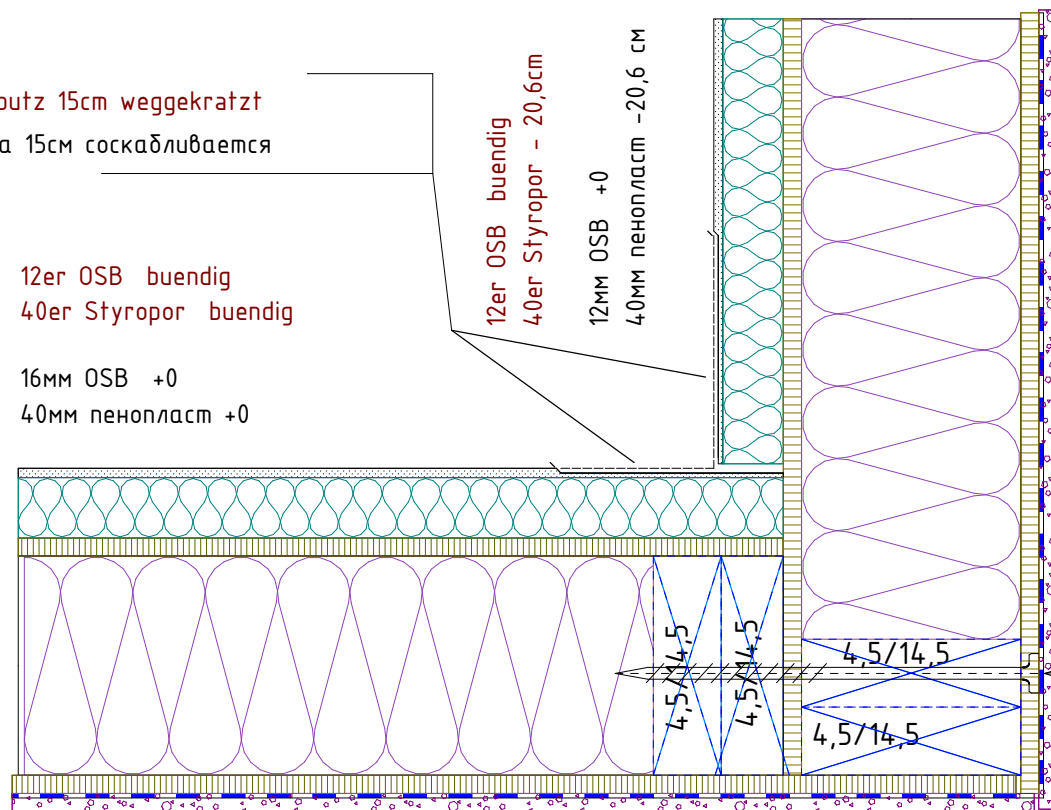 putz 15cm weggekratzt
а 15см соскабливается
12er OSB buendig
40er Styropor buendig
16мм OSB +0
40мм пенопласт +0
12er OSB buendig
40er Styropor - 20,6cm
12мм OSB +0
40мм пенопласт -20,6 см
4,5/14,5
4,5/14,5
4,5/14,5
4,5/14,5